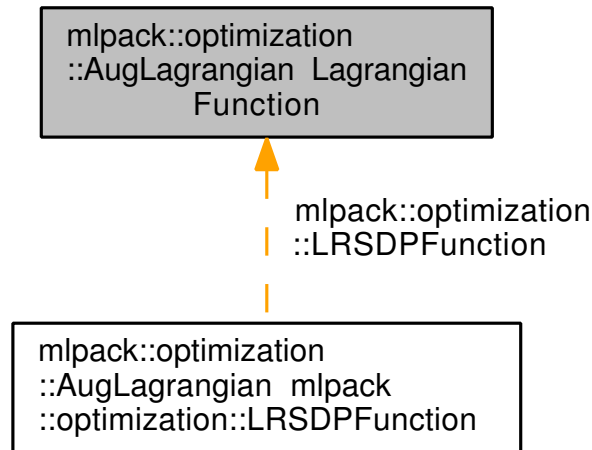 mlpack::optimization
::AugLagrangian Lagrangian
Function
mlpack::optimization
::LRSDPFunction
mlpack::optimization
::AugLagrangian mlpack
::optimization::LRSDPFunction